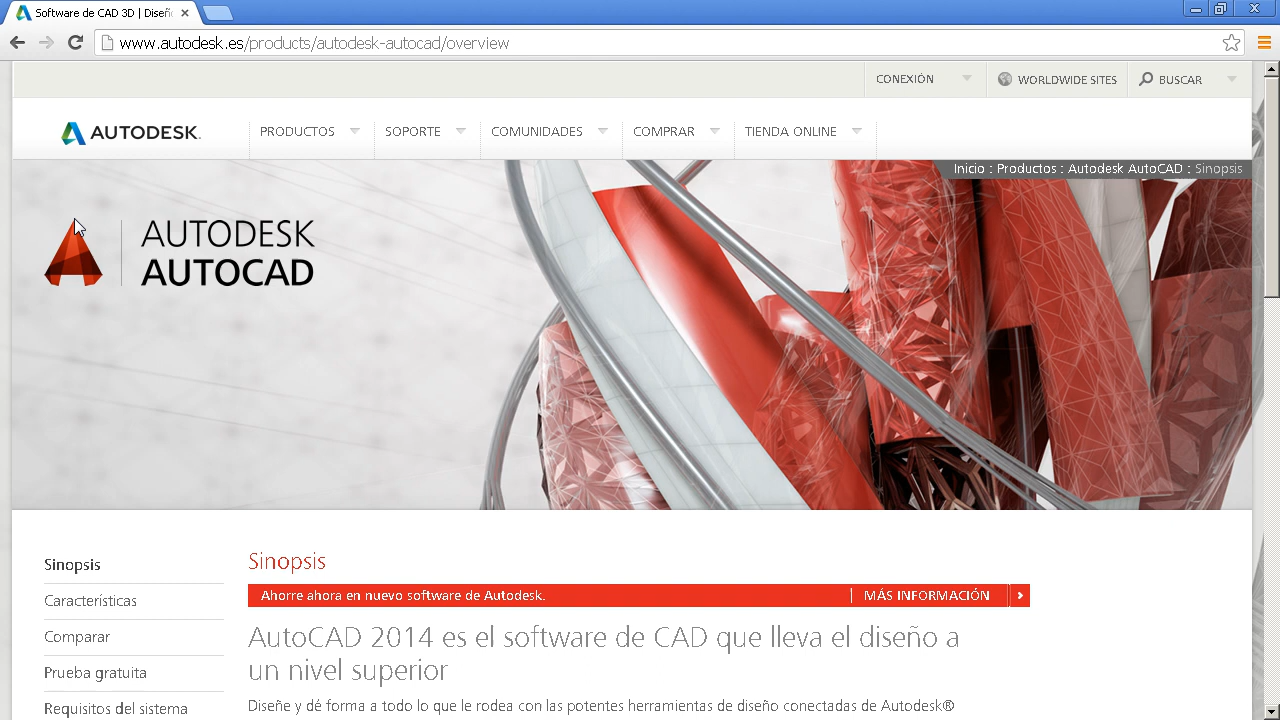 Software de CAD 3D | Diseñ
www.autodesk.es/products/autodesk-autocad/overview
CONEXIÓN
WORLDWIDE SITES
BUSCAR
AUTODESK.
PRODUCTOS
SOPORTE
COMUNIDADES
COMPRAR
TIENDA ONLINE
Inicio : Productos : Autodesk AutoCAD : Sinopsis
AUTODESK
AUTOCAD
Sinopsis
Características
Comparar
Prueba gratuita
Requisitos del sistema
Sinopsis
Ahorre ahora en nuevo software de Autodesk.
MÁS INFORMACIÓN
AutoCAD 2014 es el software de CAD que lleva el diseño a
un nivel superior
Diseñe y dé forma a todo lo que le rodea con las potentes herramientas de diseño conectadas de Autodesk®